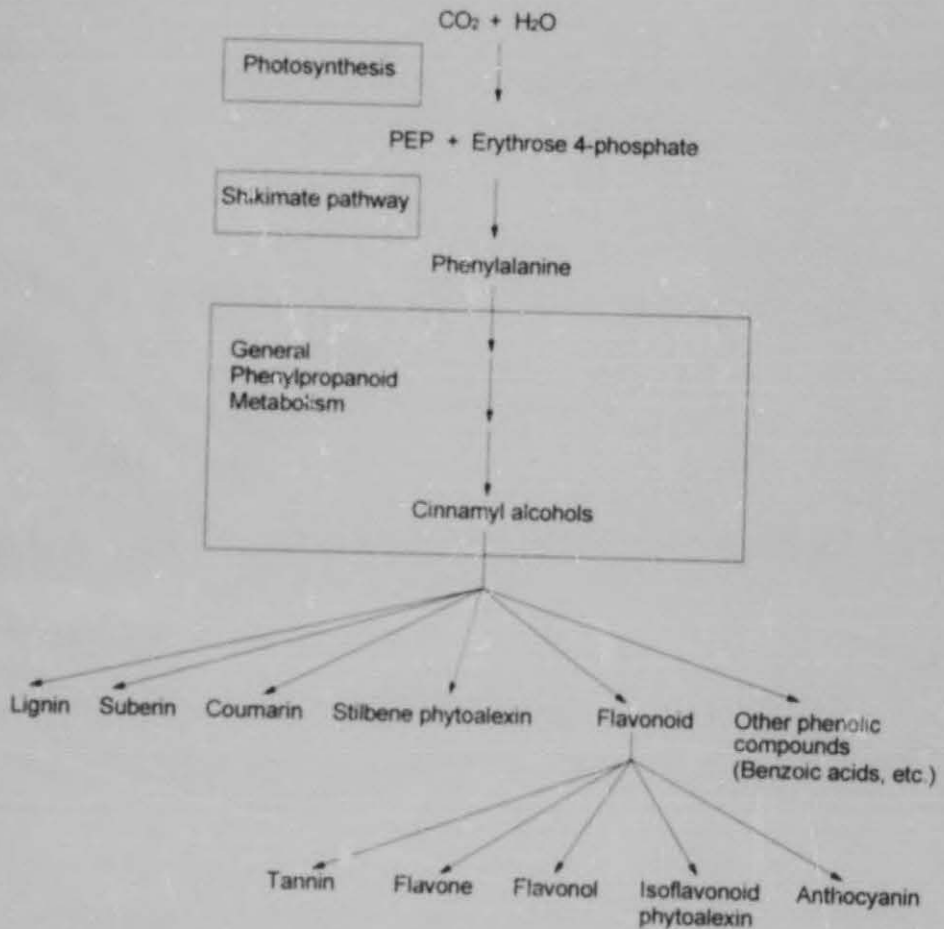 CO₂ + H₂O
Photosynthesis
PEP + Erythrose 4-phosphate
Shikimate pathway
Phenylalanine
General
Phenylpropanoid
Metabolism
Cinnamyl alcohols
Lignin Suberin Coumarin Stilbene phytoalexin Flavonoid Other phenolic
compounds
(Benzoic acids, etc.)
Tannin Flavone Flavonol Isoflavonoid Anthocyanin
phytoalexin